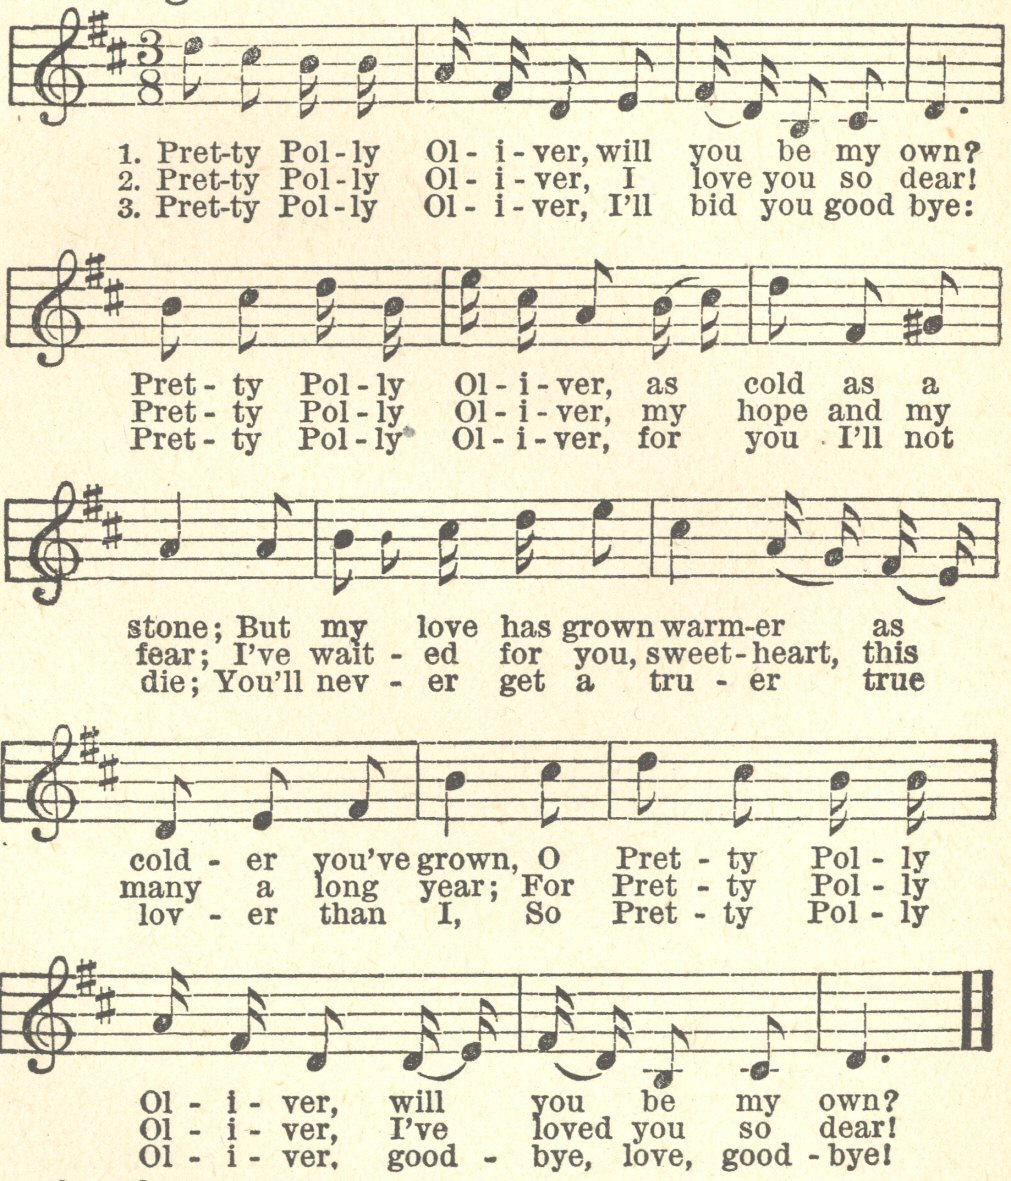 3
8
1. Pret-ty Pol-ly Ol-i-ver, will you be my own?
2. Pret-ty Pol-ly Ol-i-ver, I love you so dear!
3. Pret-ty Pol-ly Ol-i-ver, I'll bid you good bye:
Pret-ty Pol-ly Ol-i-ver, as cold as a
Pret-ty Pol-ly Ol-i-ver, my hope and my
Pret-ty Pol-ly Ol-i-ver, for you I'll not
stone; But my love has grown warm-er as
fear; I've wait-ed for you, sweet-heart, this
die; You'll nev-er get a tru-er true
cold-er you've grown, O Pret-ty Pol-ly
many a long year; For Pret-ty Pol-ly
lov-er than I, So Pret-ty Pol-ly
Ol-i-ver, will you be my own?
Ol-i-ver, I've loved you so dear!
Ol-i-ver, good-bye, love, good-bye!